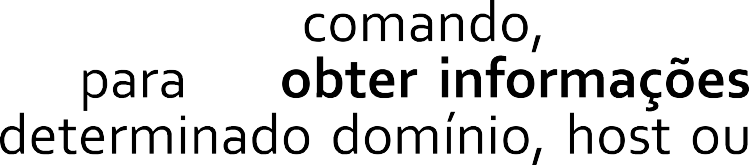 comando,
para obter informações
determinado domínio, host ou